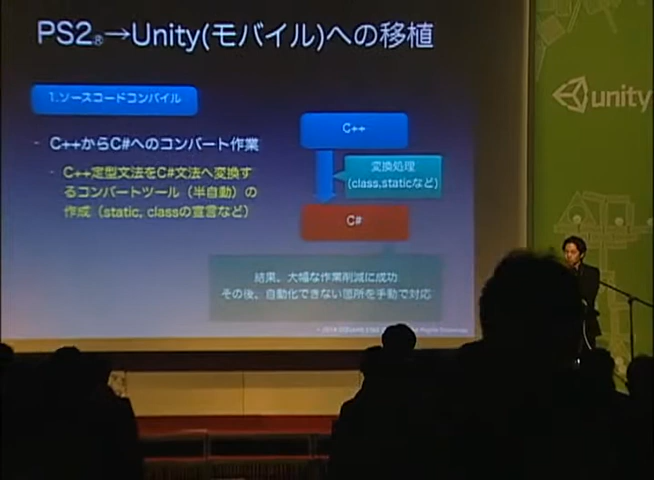 PS2®→Unity(モバイル)への移植
1.ソースコードコンバイル
- C++からC#へのコンバート作業
- C++定型文法をC#文法へ変換す
るコンバートツール（半自動）の
作成（static, classの宣言など）
C++
変換処理
(class,staticなど)
C#
結果、大幅な作業削減に成功
その後、自動化できない箇所を手動で対応
unity